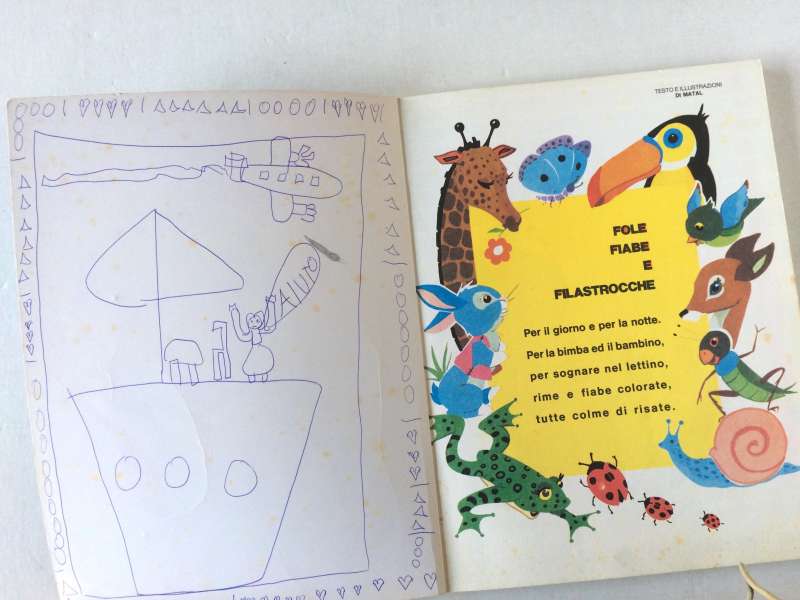 AIUTO
TESTO E ILLUSTRAZIONI
DI MATAL
FOLE
FIABE
E
FILASTROCCHE
Per il giorno e per la notte.
Per la bimba ed il bambino,
per sognare nel lettino,
rime e fiabe colorate,
tutte colme di risate.